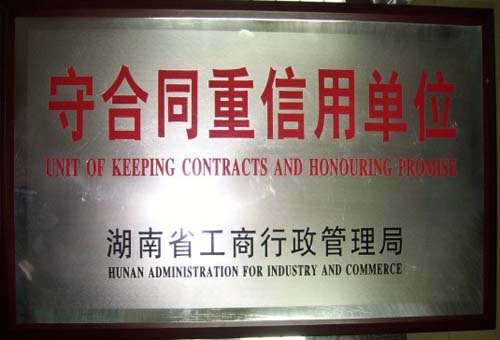 守合同重信用单位
UNIT OF KEEPING CONTRACTS AND HONOURING PROMISE
湖南省工商行政管理局
HUNAN ADMINISTRATION FOR INDUSTRY AND COMMERCE